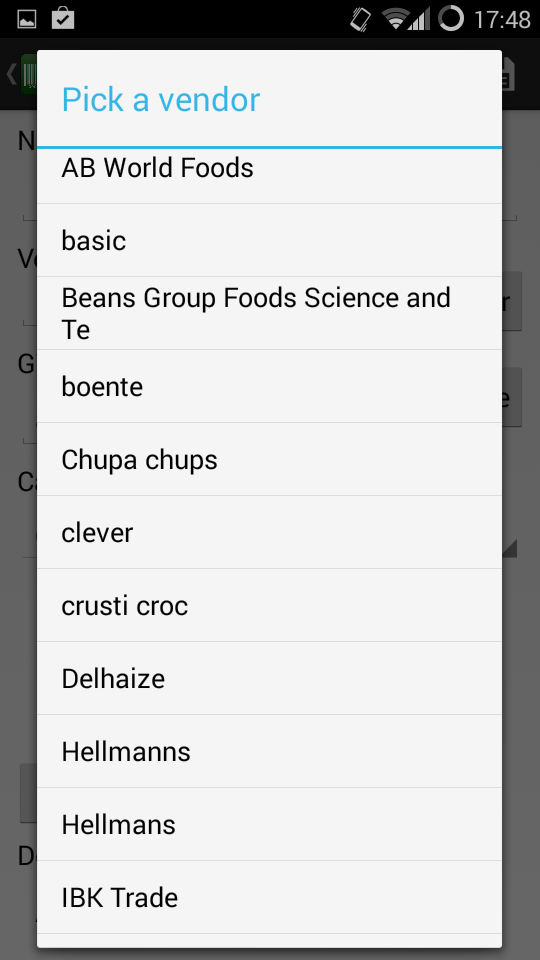 17:48
Pick a vendor
AB World Foods
basic
Beans Group Foods Science and
Te
boente
Chupa chups
clever
crusti croc
Delhaize
Hellmanns
Hellmans
IBK Trade